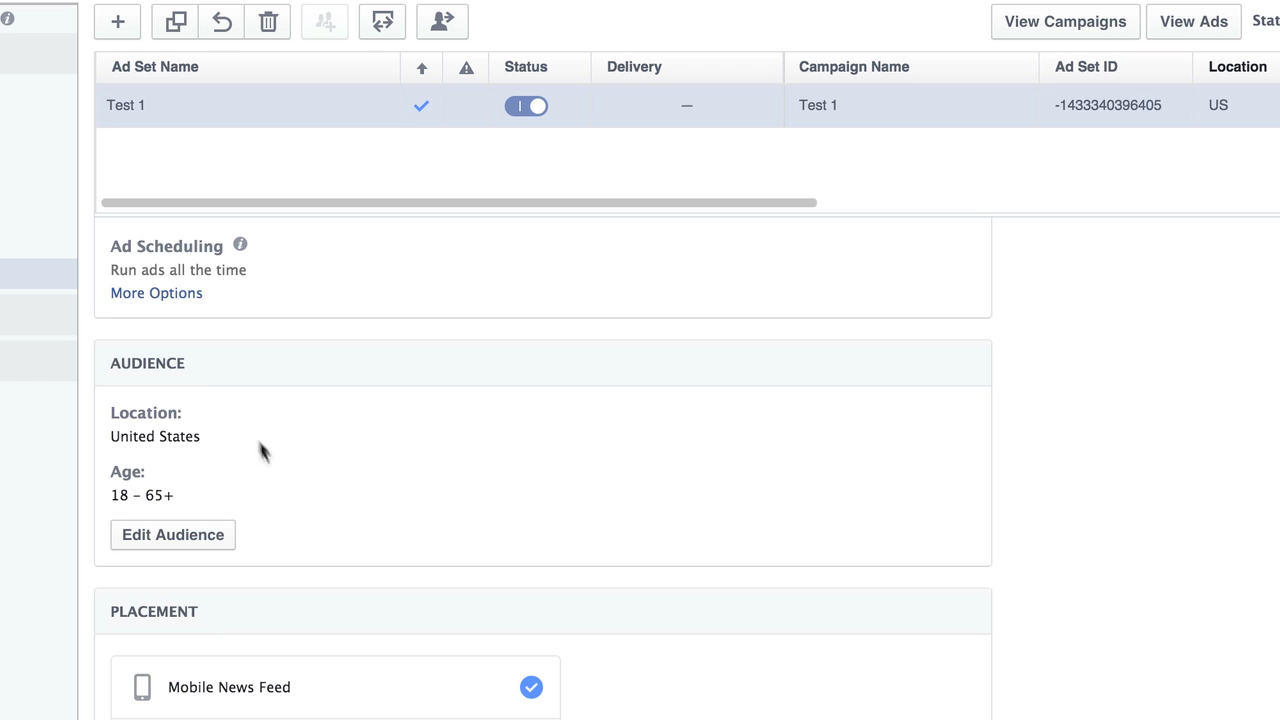 View Campaigns View Ads Stat
Ad Set Name Status Delivery Campaign Name Ad Set ID Location
Test 1 — Test 1 -1433340396405 US
Ad Scheduling
Run ads all the time
More Options
AUDIENCE
Location:
United States
Age:
18 – 65+
Edit Audience
PLACEMENT
Mobile News Feed